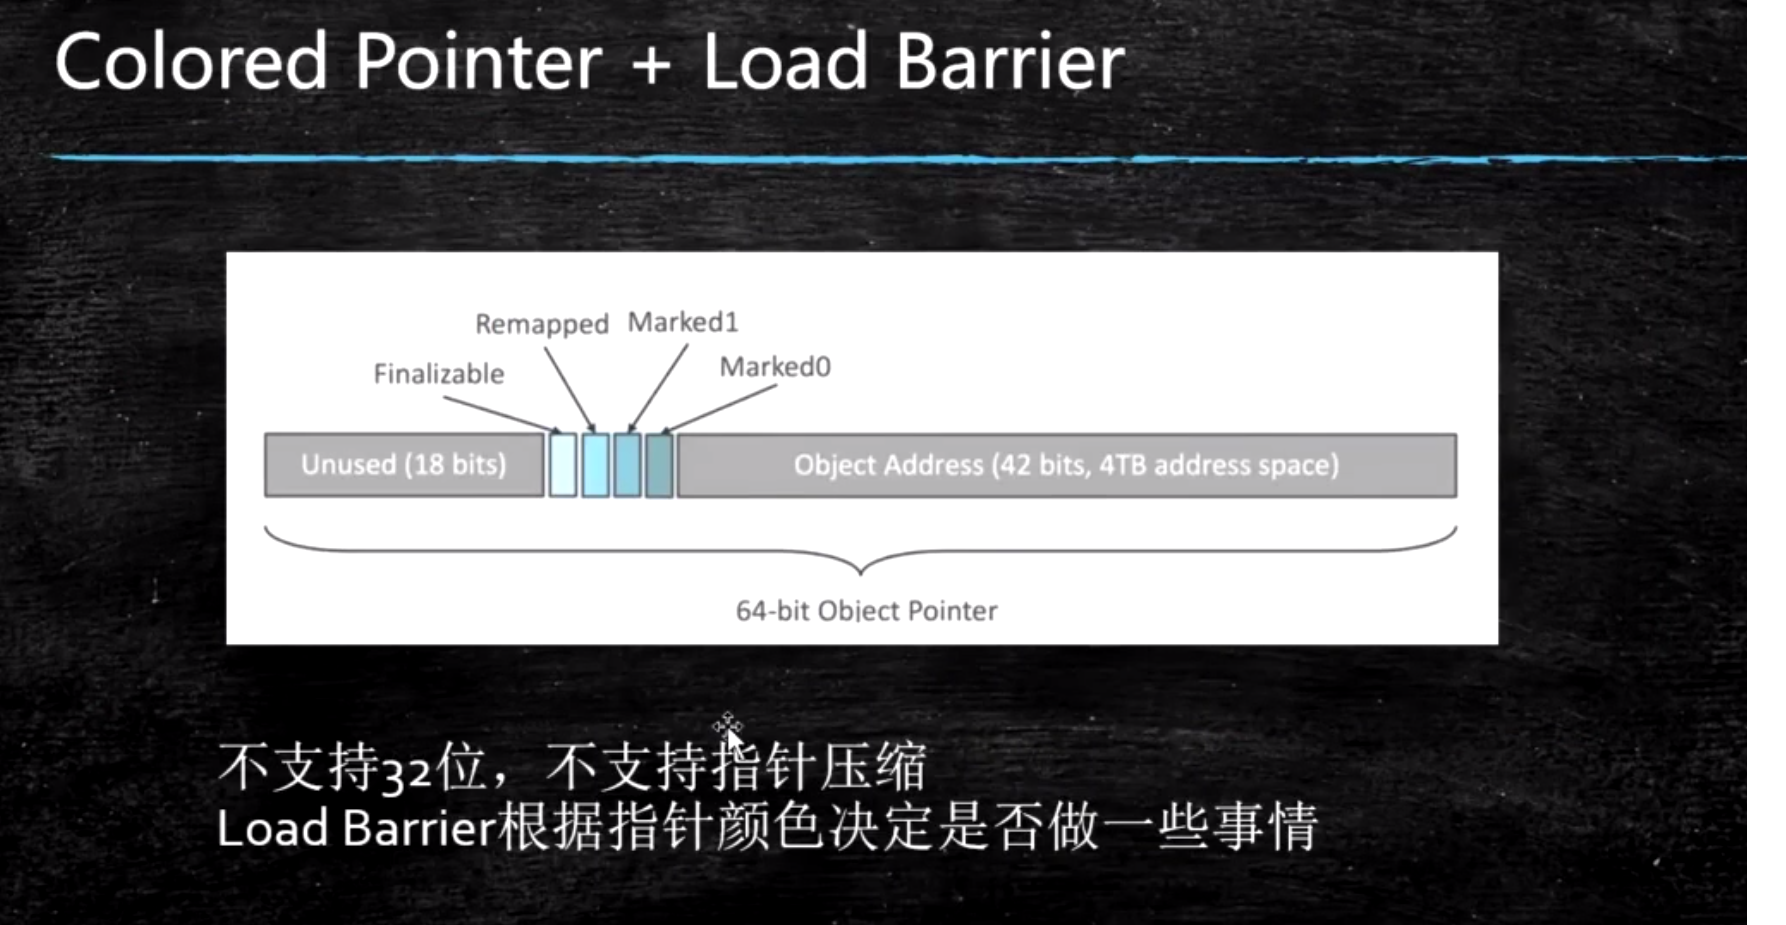 Colored Pointer + Load Barrier
Remapped Marked1
Finalizable
Marked0
Unused (18 bits)
Object Address (42 bits, 4TB address space)
64-bit Object Pointer
不支持32位，不支持指针压缩
Load Barrier根据指针颜色决定是否做一些事情